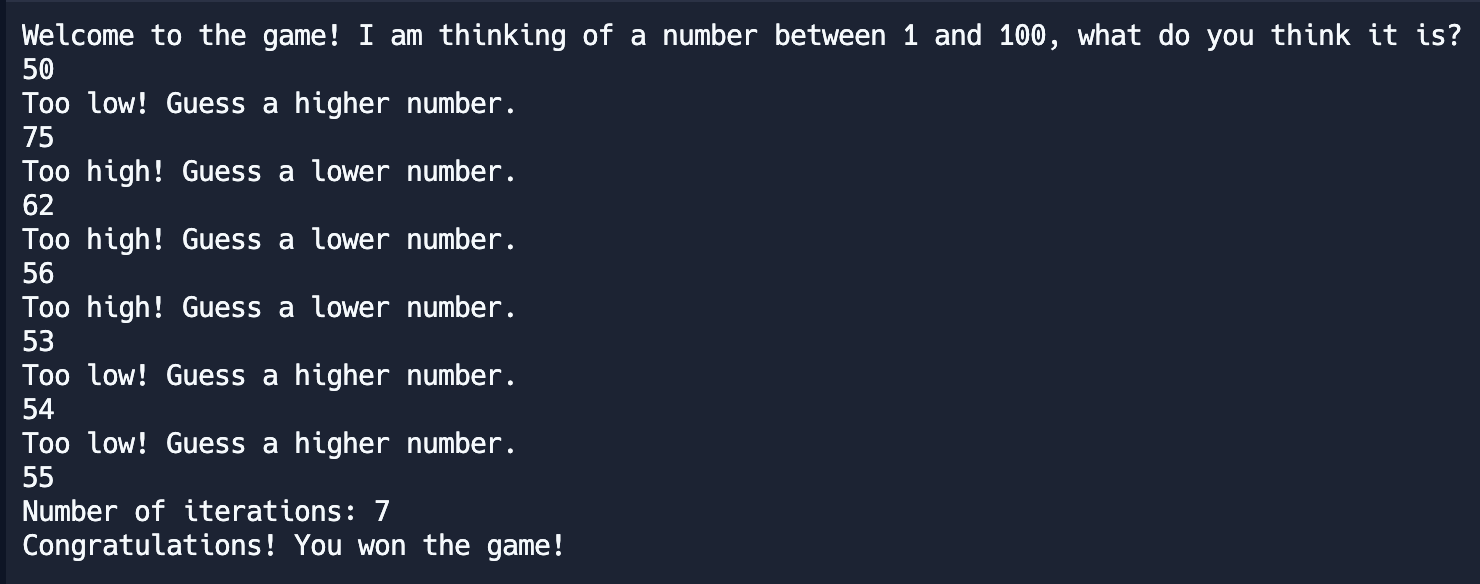 Welcome to the game! I am thinking of a number between 1 and 100, what do you think it is?
50
Too low! Guess a higher number.
75
Too high! Guess a lower number.
62
Too high! Guess a lower number.
56
Too high! Guess a lower number.
53
Too low! Guess a higher number.
54
Too low! Guess a higher number.
55
Number of iterations: 7
Congratulations! You won the game!